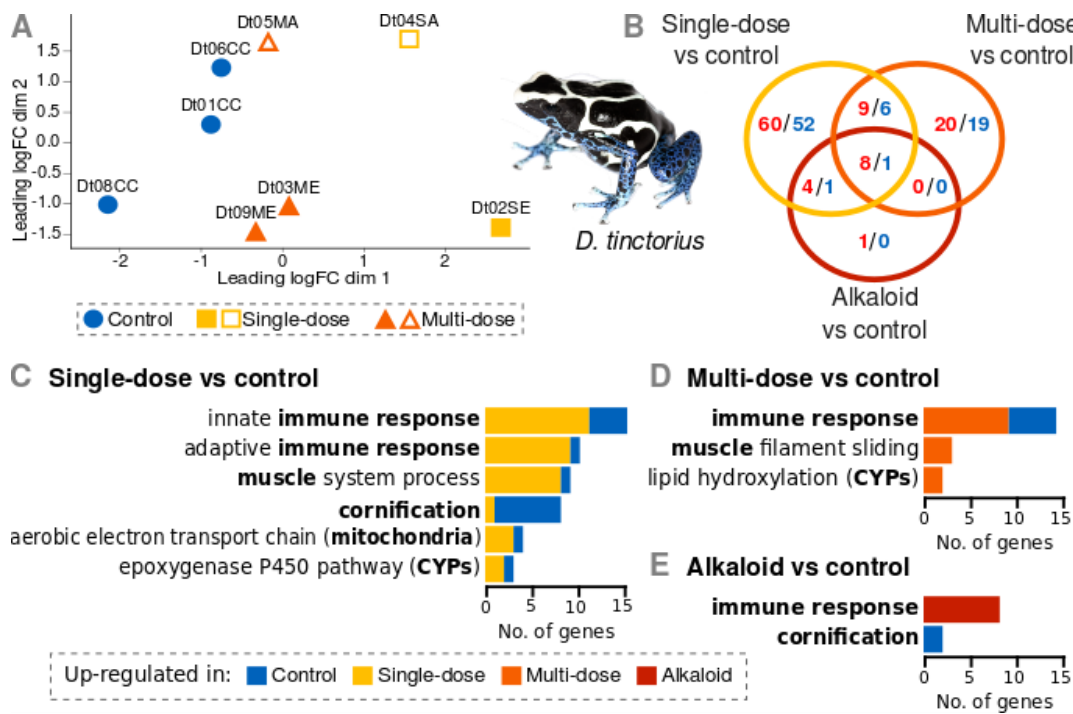 A
Dt05MA
Dt04SA
Dt06CC
Dt01CC
Dt08CC
Dt03ME
Dt09ME
Dt02SE
Leading logFC dim 2
1.5
1.0
0.5
0.0
-0.5
-1.0
-1.5
-2 -1 0 1 2
Leading logFC dim 1
Control Single-dose Multi-dose
D. tinctorius
B
Single-dose
vs control
Multi-dose
vs control
60/52
9/6
20/19
8/1
4/1
0/0
1/0
Alkaloid
vs control
C Single-dose vs control
innate immune response
adaptive immune response
muscle system process
cornification
aerobic electron transport chain (mitochondria)
epoxygenase P450 pathway (CYPs)
0 5 10 15
No. of genes
D Multi-dose vs control
immune response
muscle filament sliding
lipid hydroxylation (CYPs)
0 5 10 15
No. of genes
E Alkaloid vs control
immune response
cornification
0 5 10 15
No. of genes
Up-regulated in: Control Single-dose Multi-dose Alkaloid